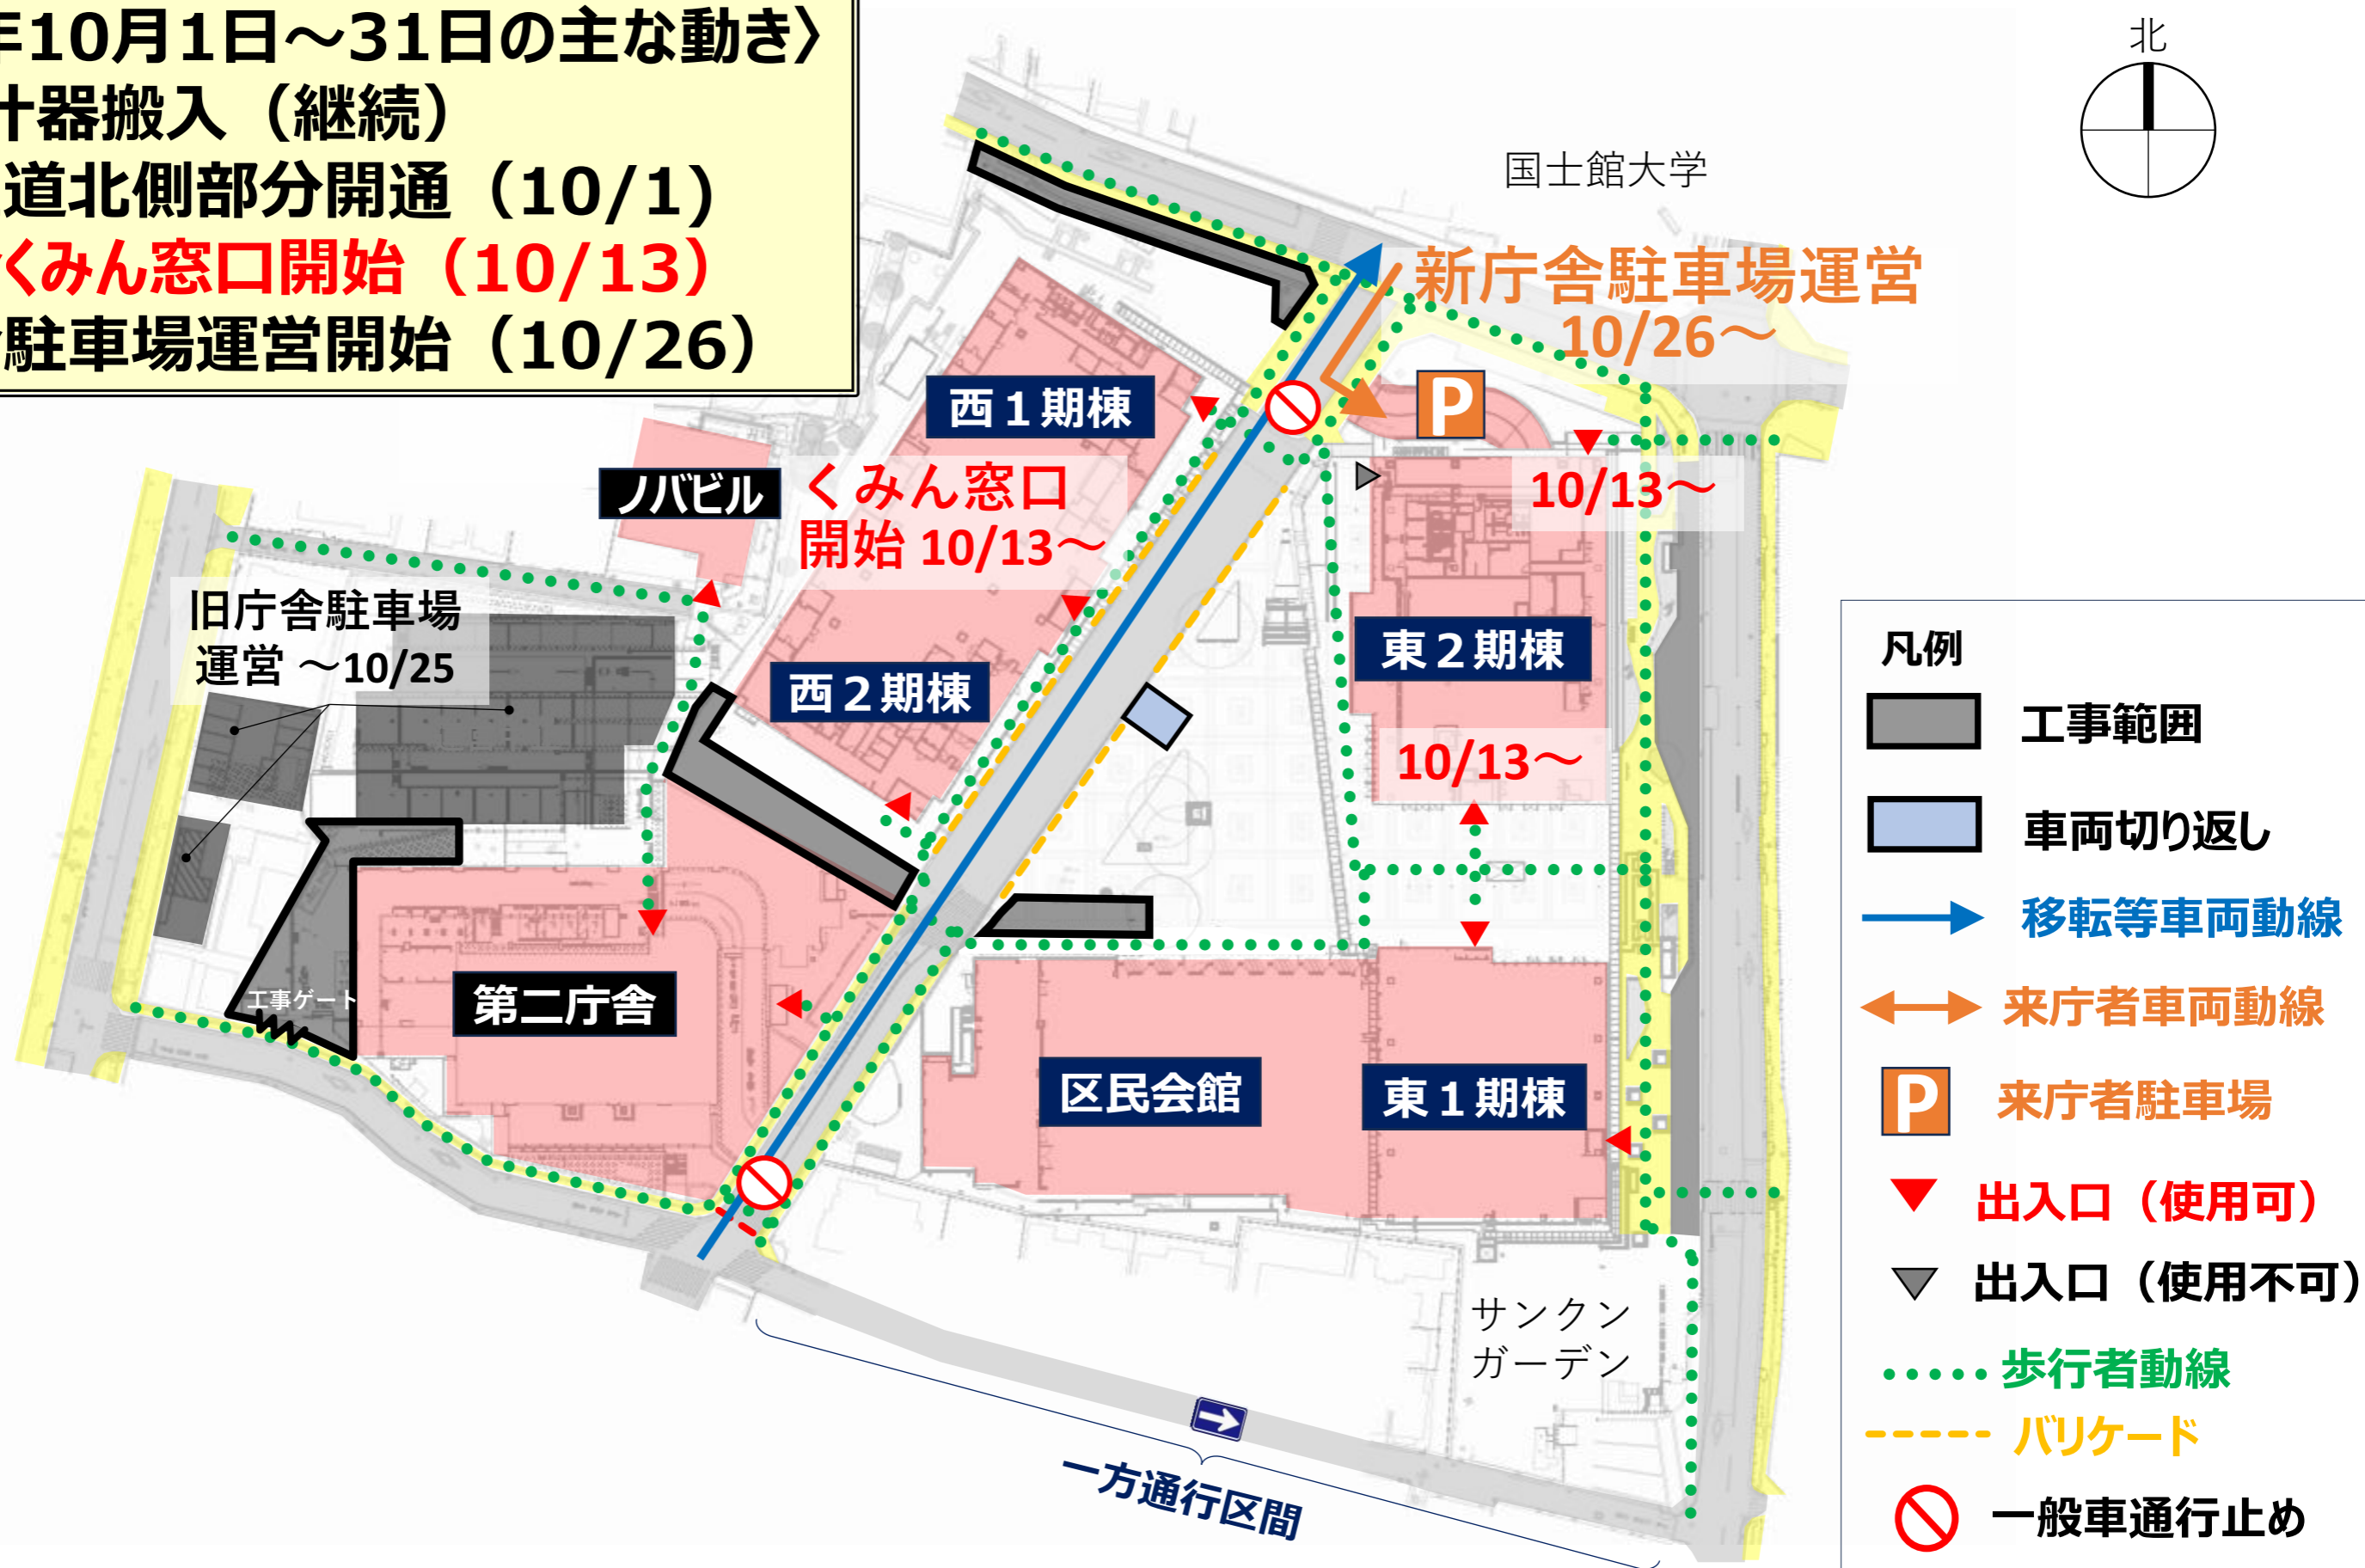 年10月1日～31日の主な動き〉
什器搬入（継続）
道北側部分開通（10/1)
くみん窓口開始（10/13）
駐車場運営開始（10/26）
北
国士館大学
新庁舎駐車場運営
10/26～
P
西１期棟
ノバビル
くみん窓口
開始 10/13～
10/13～
旧庁舎駐車場
運営 ～10/25
東２期棟
西２期棟
10/13～
工事ゲート
第二庁舎
区民会館
東１期棟
サンクン
ガーデン
一方通行区間
凡例
工事範囲
車両切り返し
移転等車両動線
来庁者車両動線
P
来庁者駐車場
出入口（使用可）
出入口（使用不可）
歩行者動線
バリケード
一般車通行止め